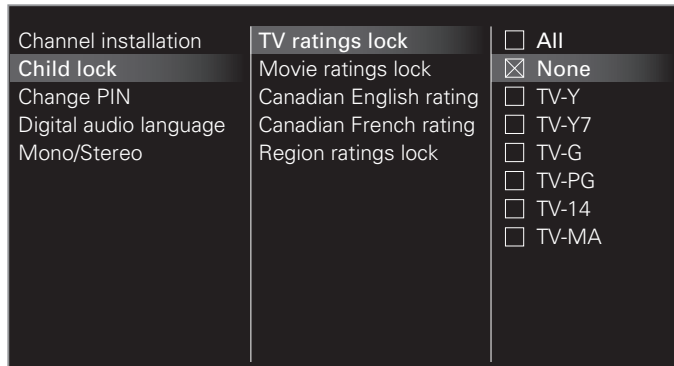 Channel installation
Child lock
Change PIN
Digital audio language
Mono/Stereo
TV ratings lock
Movie ratings lock
Canadian English rating
Canadian French rating
Region ratings lock
All
None
TV-Y
TV-Y7
TV-G
TV-PG
TV-14
TV-MA